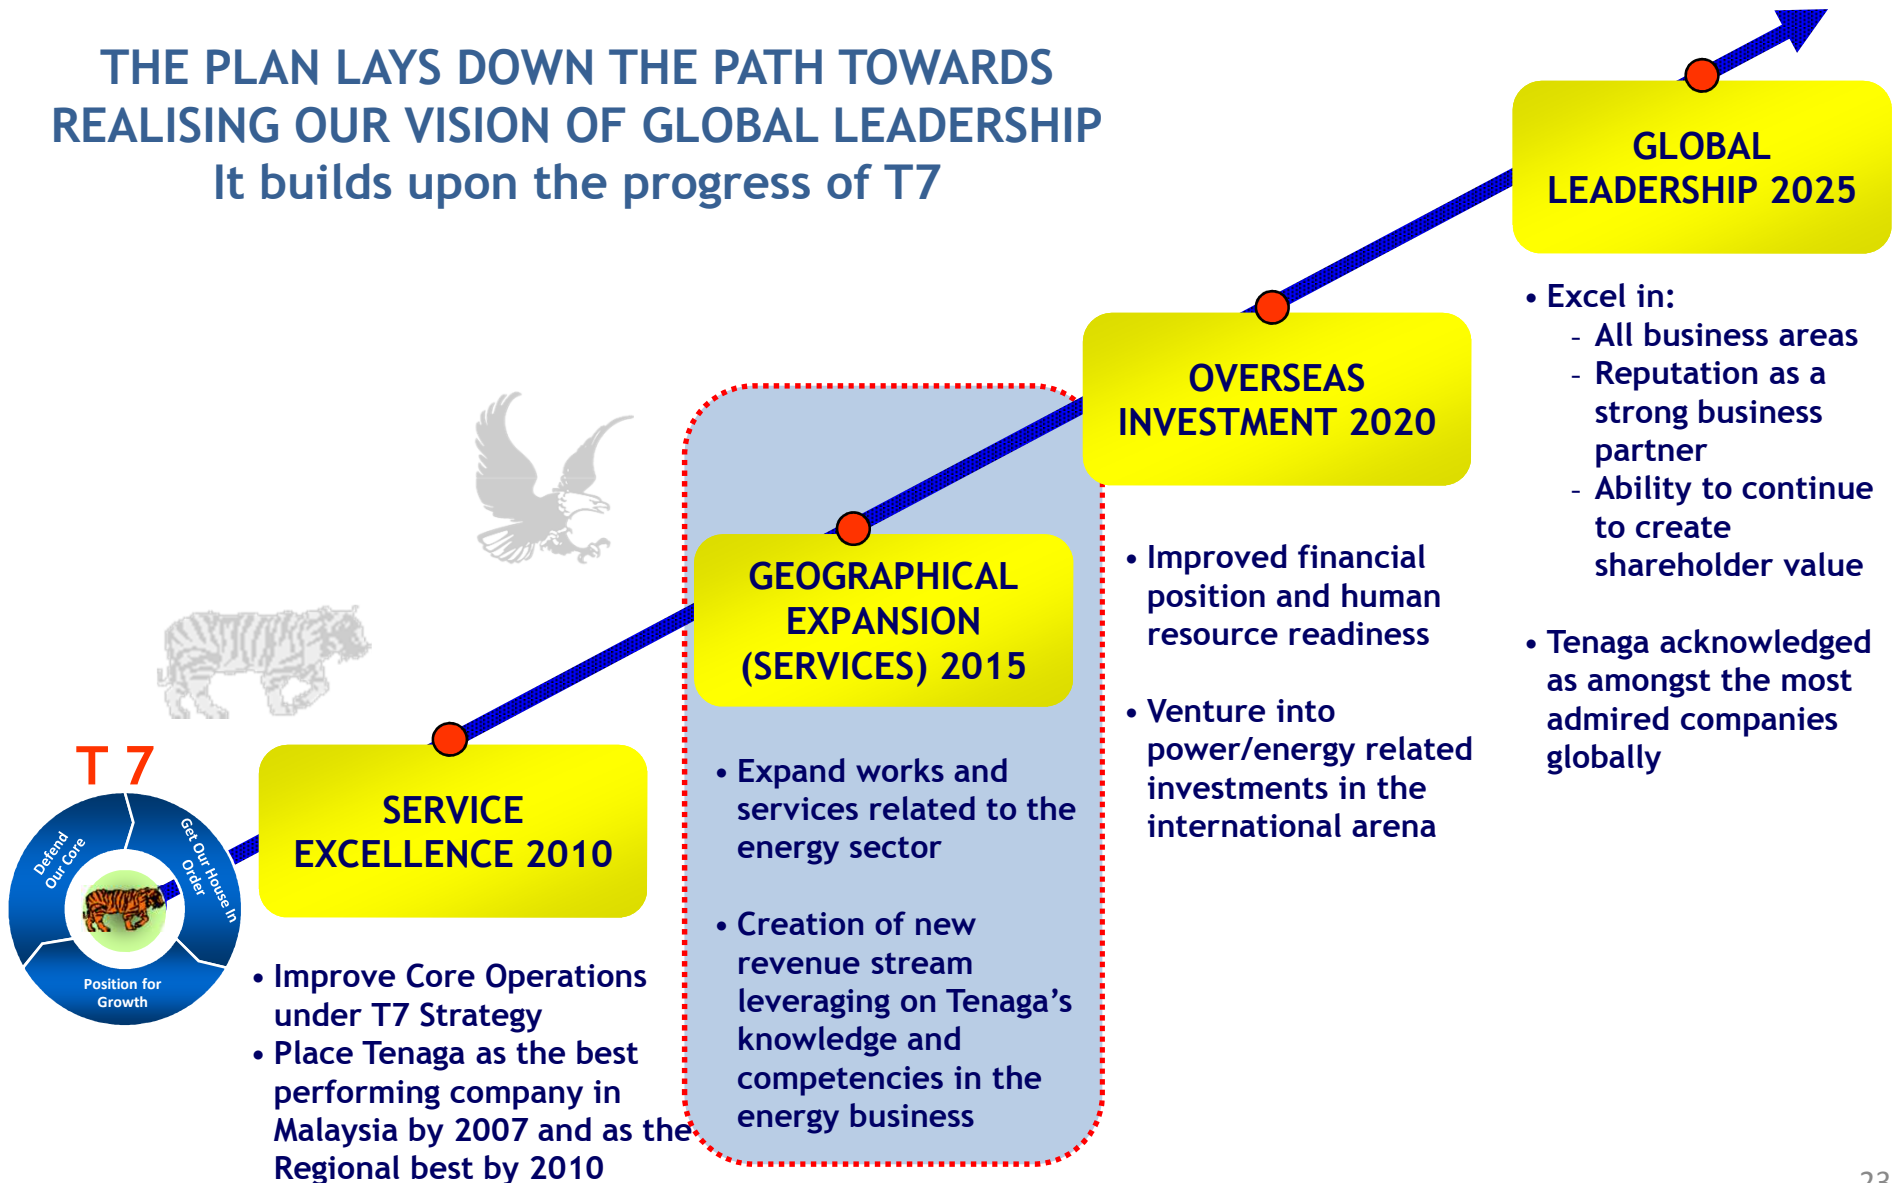 THE PLAN LAYS DOWN THE PATH TOWARDS
REALISING OUR VISION OF GLOBAL LEADERSHIP
It builds upon the progress of T7
T 7
Defend
Our Core
Get Our House In
Order
Position for
Growth
SERVICE
EXCELLENCE 2010
• Improve Core Operations
under T7 Strategy
• Place Tenaga as the best
performing company in
Malaysia by 2007 and as the
Regional best by 2010
GEOGRAPHICAL
EXPANSION
(SERVICES) 2015
• Expand works and
services related to the
energy sector
• Creation of new
revenue stream
leveraging on Tenaga’s
knowledge and
competencies in the
energy business
OVERSEAS
INVESTMENT 2020
• Improved financial
position and human
resource readiness
• Venture into
power/energy related
investments in the
international arena
GLOBAL
LEADERSHIP 2025
• Excel in:
– All business areas
– Reputation as a
strong business
partner
– Ability to continue
to create
shareholder value
• Tenaga acknowledged
as amongst the most
admired companies
globally
23